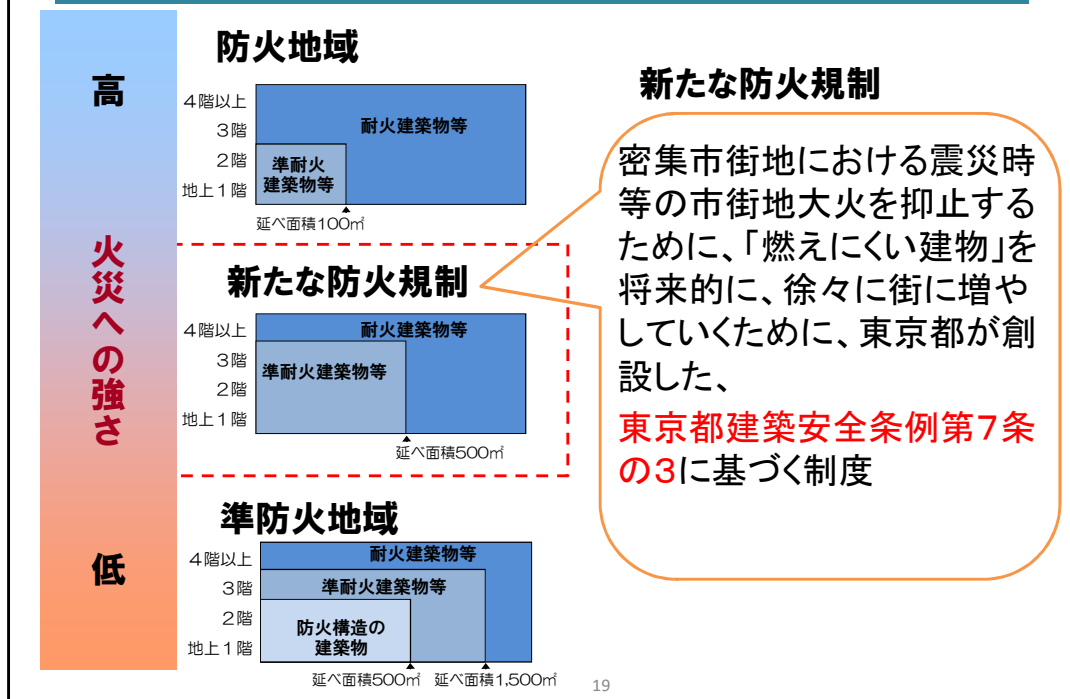 高
火災への強さ
低
防火地域
4階以上
3階
2階
地上1階
耐火建築物等
準耐火
建築物等
延べ面積100㎡
新たな防火規制
4階以上
3階
2階
地上1階
耐火建築物等
準耐火建築物等
延べ面積500㎡
準防火地域
4階以上
3階
2階
地上1階
耐火建築物等
準耐火建築物等
防火構造の
建築物
延べ面積500㎡
延べ面積1,500㎡
新たな防火規制
密集市街地における震災時
等の市街地大火を抑止する
ために、「燃えにくい建物」を
将来的に、徐々に街に増や
していくために、東京都が創
設した、
東京都建築安全条例第7条
の3に基づく制度
19